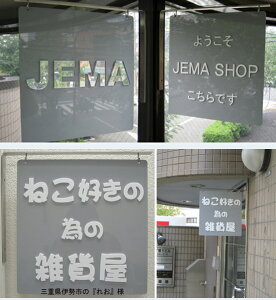 JEMA
ようこそ
JEMA SHOP
こちらです
ねこ好きの
為の
雑貨屋
三重県伊勢市の『れお』様
ねこ好きの
為の
雑貨屋